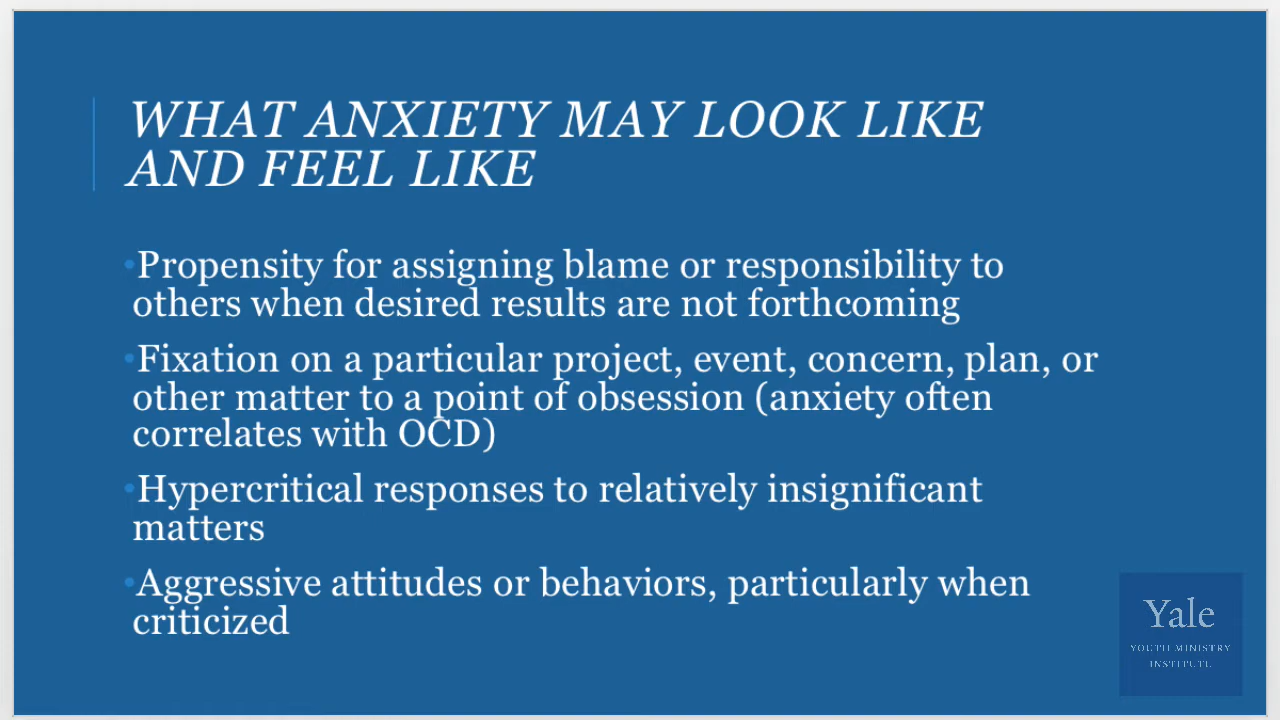 WHAT ANXIETY MAY LOOK LIKE
AND FEEL LIKE
•Propensity for assigning blame or responsibility to
others when desired results are not forthcoming
•Fixation on a particular project, event, concern, plan, or
other matter to a point of obsession (anxiety often
correlates with OCD)
•Hypercritical responses to relatively insignificant
matters
•Aggressive attitudes or behaviors, particularly when
criticized
Yale
YOUTH MINISTRY
INSTITUTE